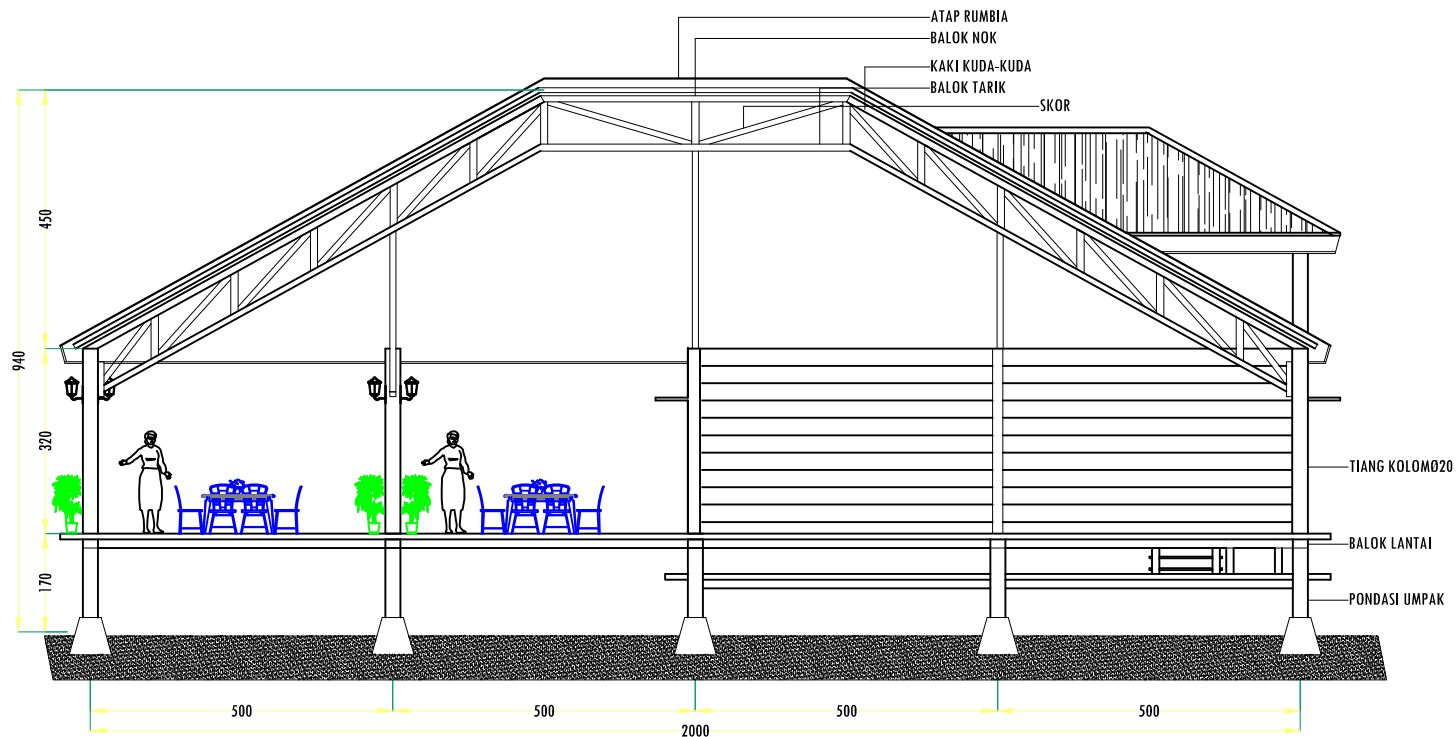 ATAP RUMBIA
BALOK NOK
KAKI KUDA-KUDA
BALOK TARIK
SKOR
450
940
320
TIANG KOLOMØ20
BALOK LANTAI
170
PONDASI UMPAK
500
500
500
500
2000